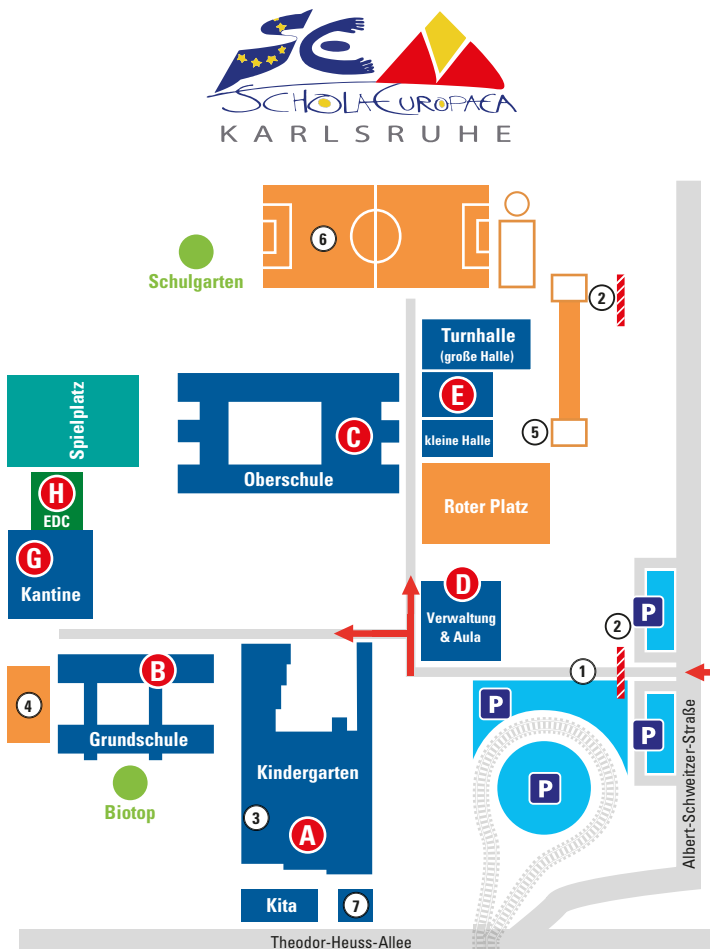 SCHOLA EUROPAEA
KARLSRUHE
6
Schulgarten
2
Turnhalle
(große Halle)
E
kleine Halle
5
Spielplatz
C
Oberschule
H
EDC
G
Kantine
Roter Platz
D
Verwaltung
& Aula
P
2
1
B
4
Grundschule
P
P
P
Albert-Schweitzer-Straße
Biotop
Kindergarten
3
A
Kita
7
Theodor-Heuss-Allee